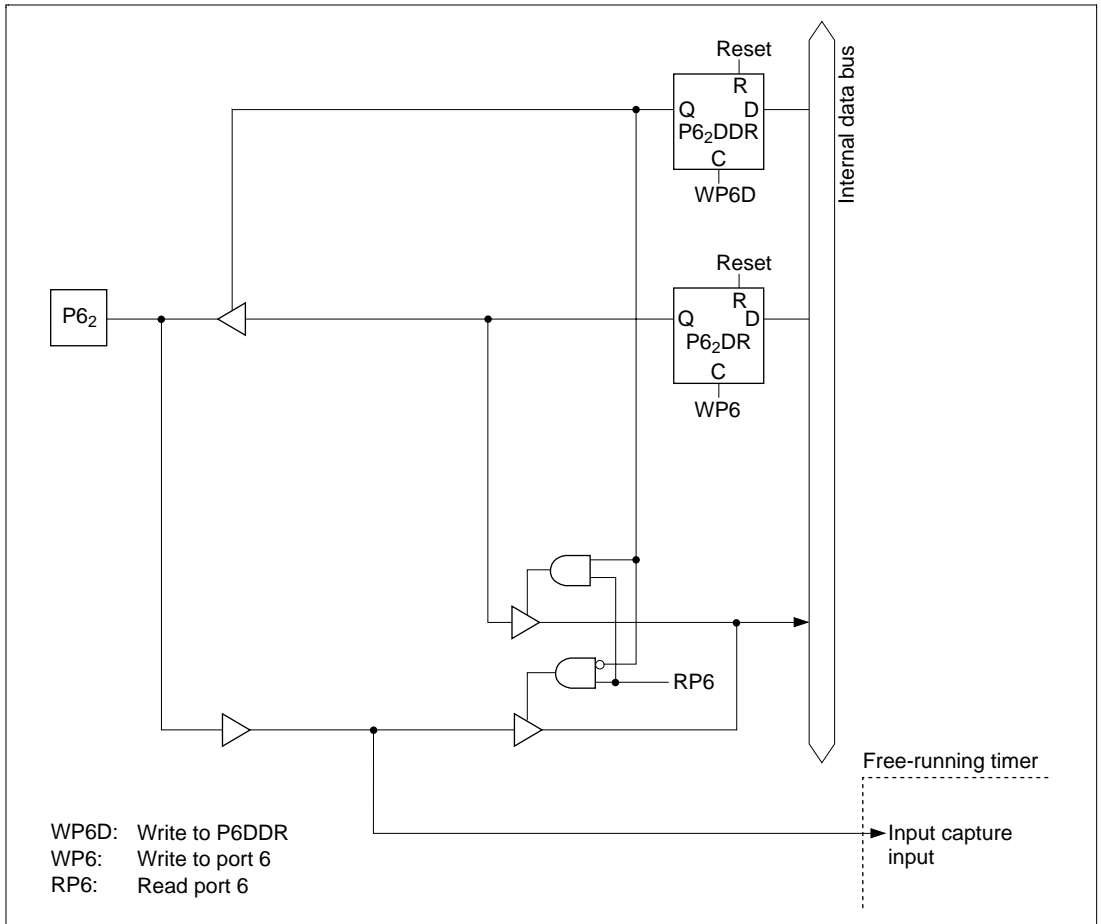 Reset
R
Q D
P6₂DDR
C
WP6D
Internal data bus
Reset
R
P6₂
Q D
P6₂DR
C
WP6
RP6
Free-running timer
Input capture
input
WP6D: Write to P6DDR
WP6: Write to port 6
RP6: Read port 6